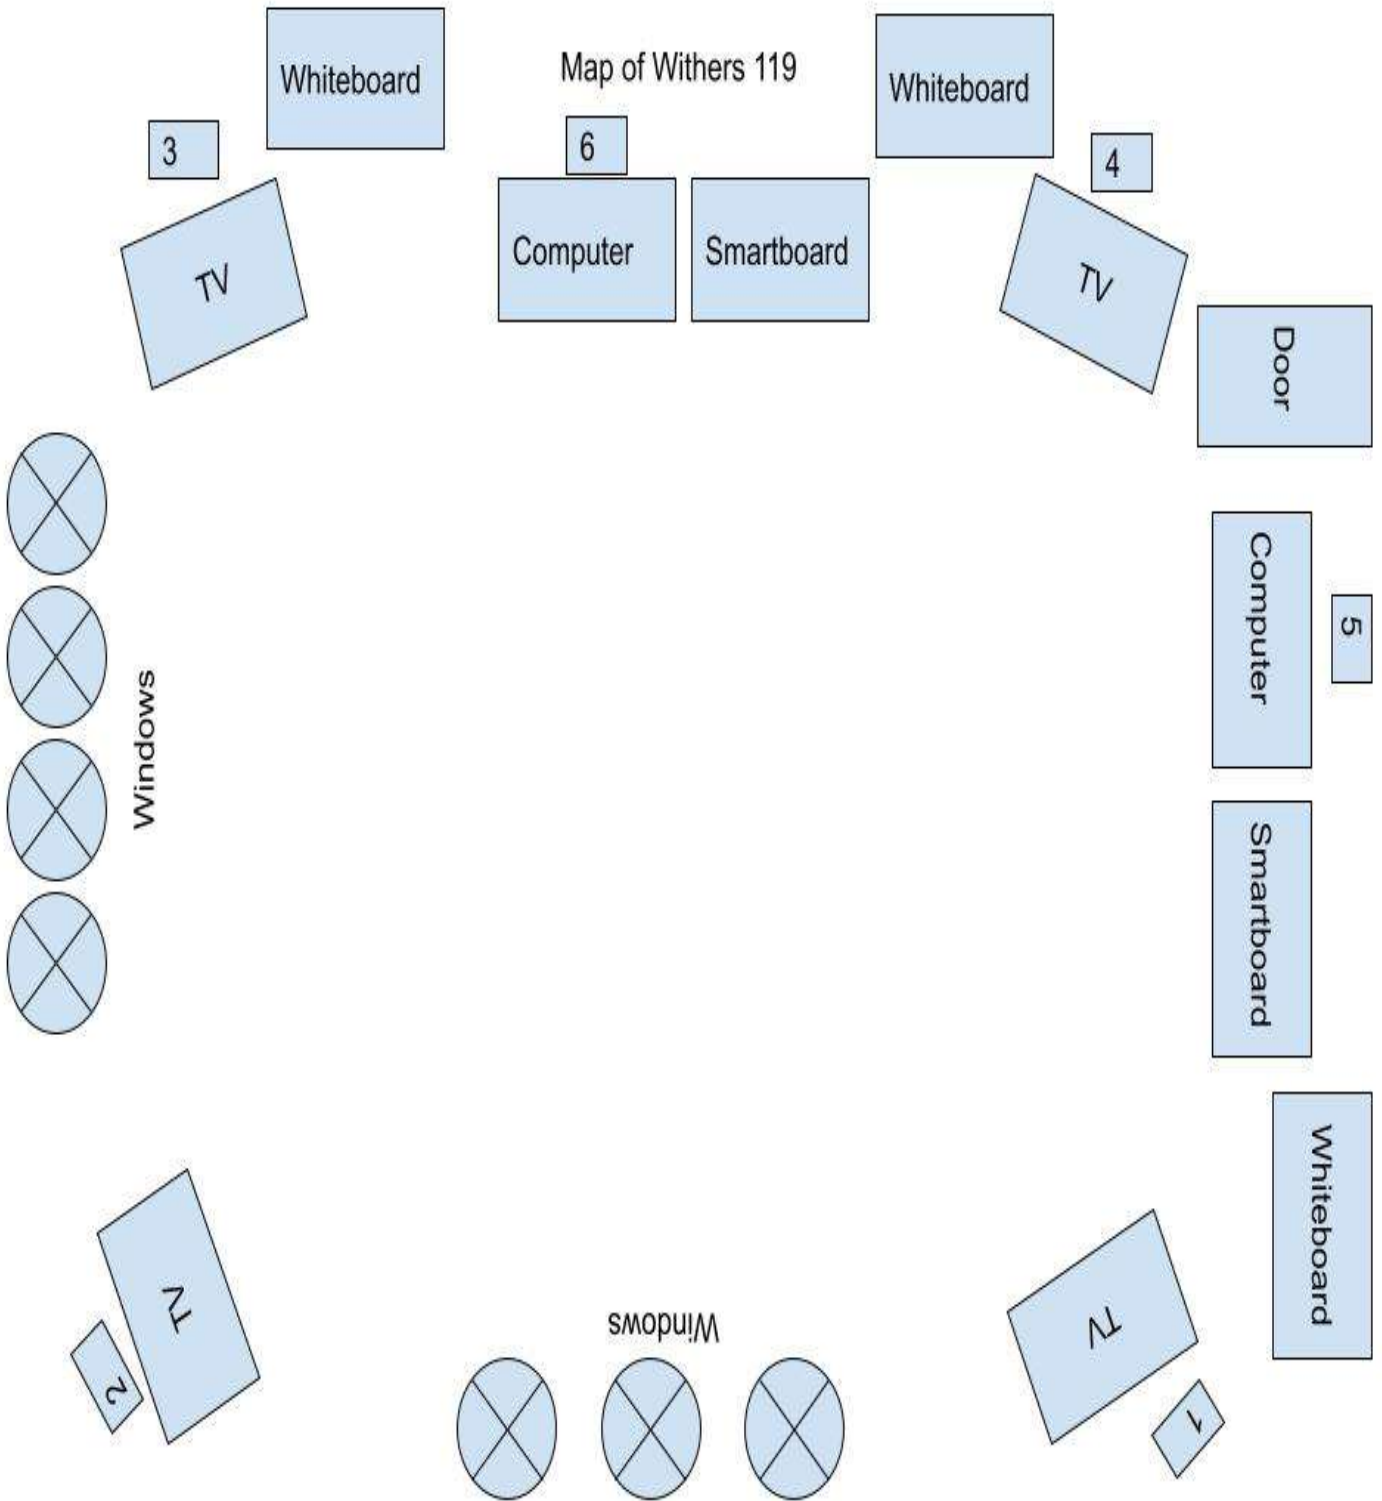 Map of Withers 119
Whiteboard
Whiteboard
3
6
4
TV
Computer
Smartboard
TV
Door
Computer
5
Windows
Smartboard
Whiteboard
TV
2
Windows
TV
1